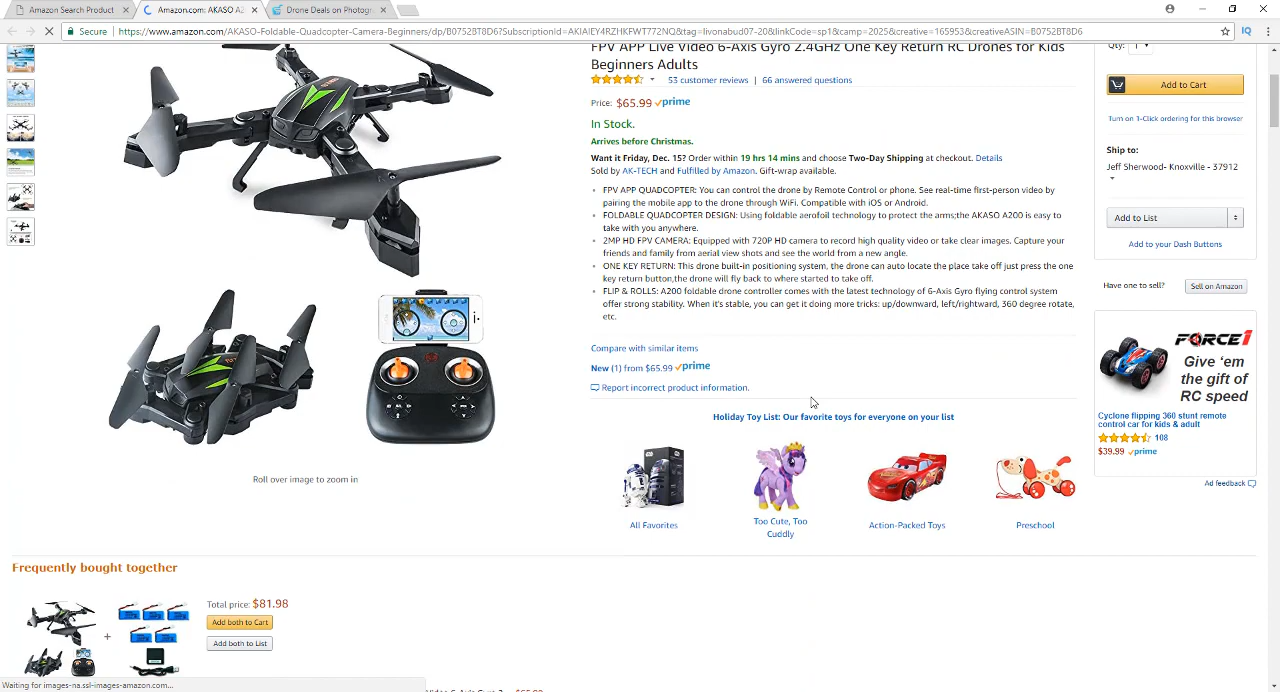 Amazon Search Product
Amazon.com: AKASO A2
Drone Deals on Photogr
Secure
https://www.amazon.com/AKASO-Foldable-Quadcopter-Camera-Beginners/dp/B0752BT8D6?SubscriptionId=AKIAIEY4RZHKFWT772NQ&tag=livonabud07-20&linkCode=sp1&camp=2025&creative=165953&creativeASIN=B0752BT8D6
FPV APP Live Video 6-Axis Gyro 2.4GHz One Key Return RC Drones for Kids
Beginners Adults
53 customer reviews | 66 answered questions
Price: $65.99 prime
In Stock.
Arrives before Christmas.
Want it Friday, Dec. 15? Order within 19 hrs 14 mins and choose Two-Day Shipping at checkout. Details
Sold by AK-TECH and Fulfilled by Amazon. Gift-wrap available.
• FPV APP QUADCOPTER: You can control the drone by Remote Control or phone. See real-time first-person video by
pairing the mobile app to the drone through WiFi. Compatible with iOS or Android.
• FOLDABLE QUADCOPTER DESIGN: Using foldable aerofoil technology to protect the arms;the AKASO A200 is easy to
take with you anywhere.
• 2MP HD FPV CAMERA: Equipped with 720P HD camera to record high quality video or take clear images. Capture your
friends and family from aerial view shots and see the world from a new angle.
• ONE KEY RETURN: This drone built-in positioning system, the drone can auto locate the place take off just press the one
key return button,the drone will fly back to where started to take off.
• FLIP & ROLLS: A200 foldable drone controller comes with the latest technology of 6-Axis Gyro flying control system
offer strong stability. When it's stable, you can get it doing more tricks: up/downward, left/rightward, 360 degree rotate,
etc.
Compare with similar items
New (1) from $65.99 prime
Report incorrect product information.
Holiday Toy List: Our favorite toys for everyone on your list
All Favorites
Too Cute, Too
Cuddly
Action-Packed Toys
Preschool
Roll over image to zoom in
Qty: 1
Add to Cart
Turn on 1-Click ordering for this browser
Ship to:
Jeff Sherwood- Knoxville - 37912
Add to List
Add to your Dash Buttons
Have one to sell?
Sell on Amazon
FORCE1
Give 'em
the gift of
RC speed
Cyclone flipping 360 stunt remote
control car for kids & adult
108
$39.99 prime
Ad feedback
Frequently bought together
Total price: $81.98
Add both to Cart
Add both to List
+
Waiting for images-na.ssl-images-amazon.com...